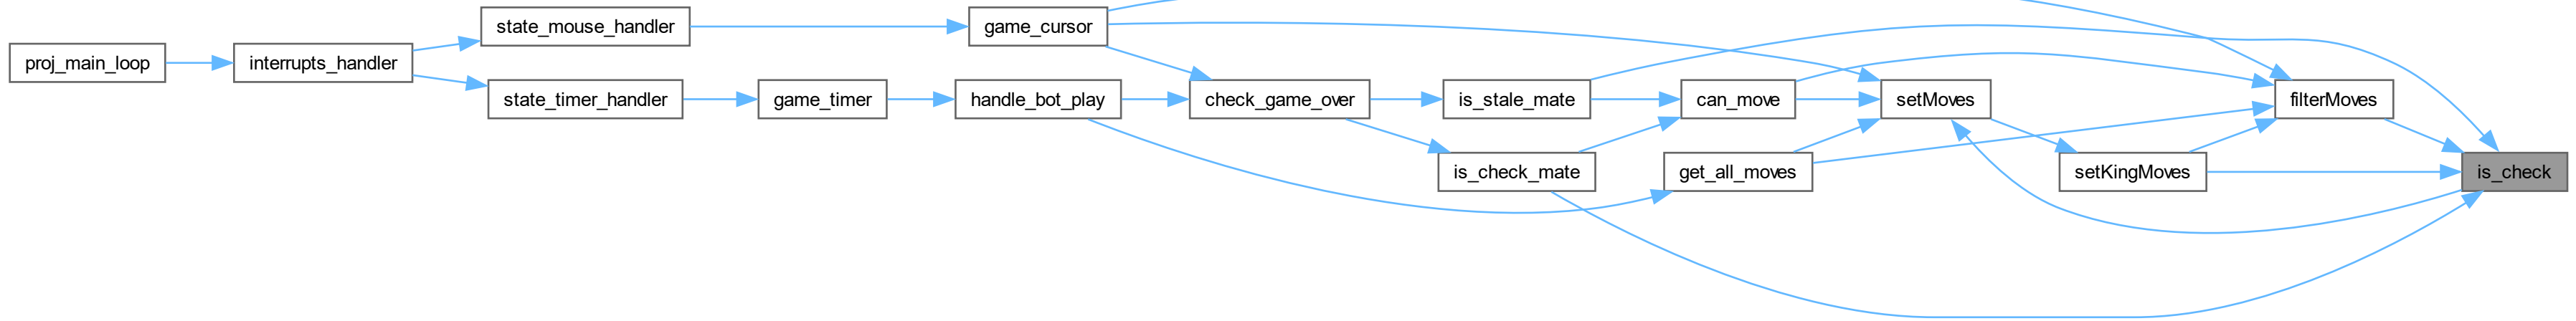 proj_main_loop
interrupts_handler
state_mouse_handler
state_timer_handler
game_cursor
game_timer
handle_bot_play
check_game_over
is_stale_mate
is_check_mate
can_move
get_all_moves
setMoves
setKingMoves
filterMoves
is_check